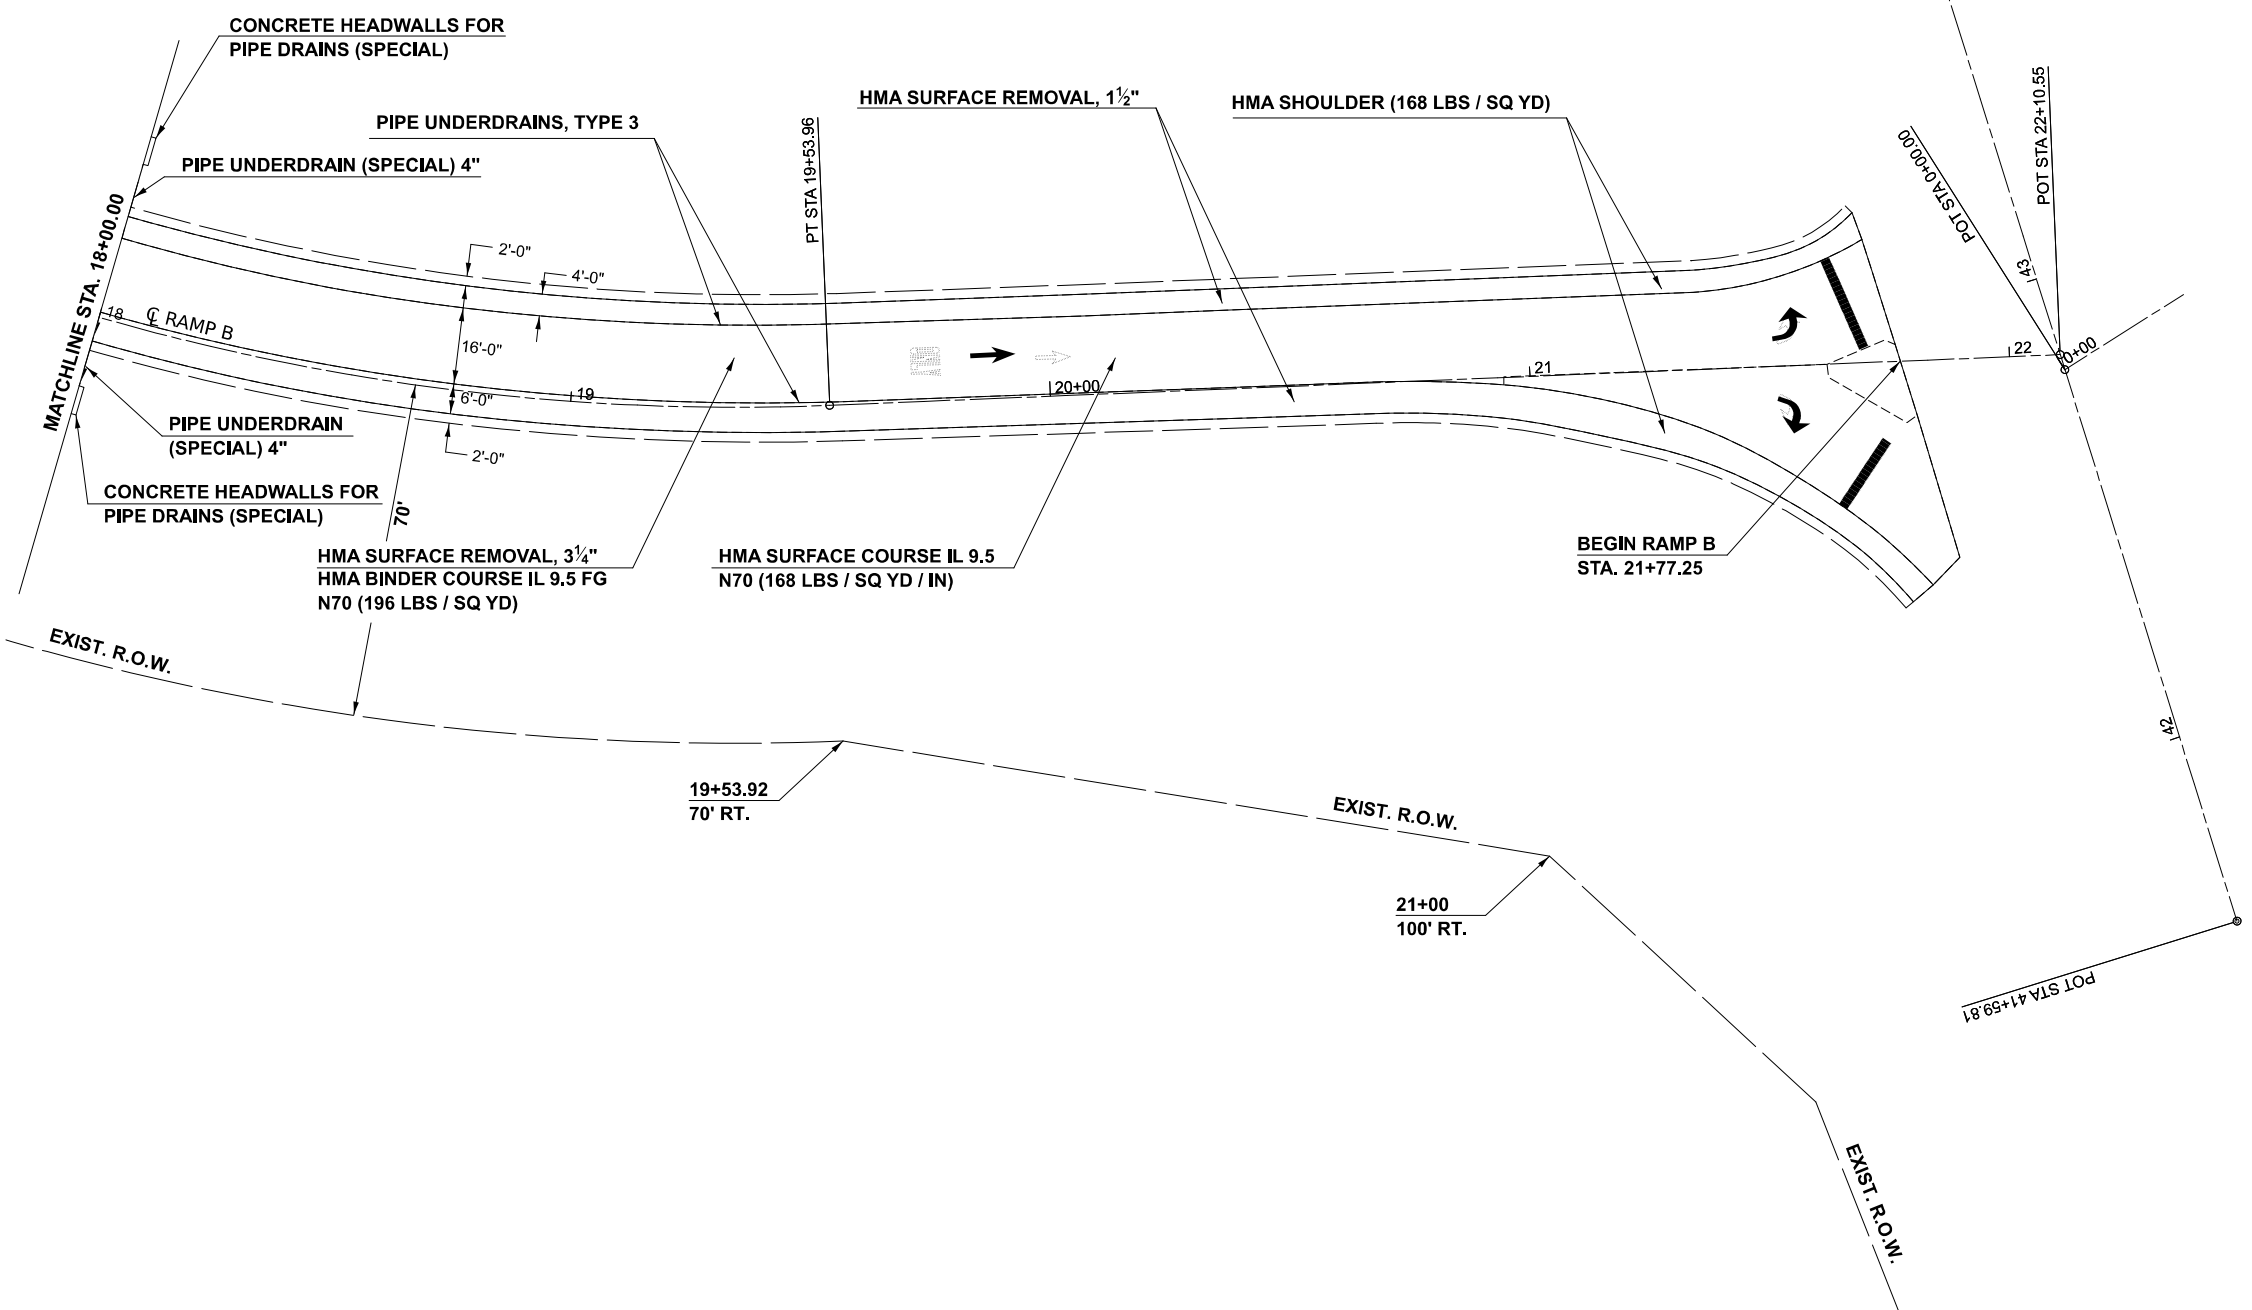 CONCRETE HEADWALLS FOR
PIPE DRAINS (SPECIAL)
HMA SURFACE REMOVAL, 1½"
HMA SHOULDER (168 LBS / SQ YD)
PIPE UNDERDRAINS, TYPE 3
PIPE UNDERDRAIN (SPECIAL) 4"
PT STA 19+53.96
POT STA 0+00.00
POT STA 22+10.55
MATCHLINE STA. 18+00.00
2'-0"
4'-0"
43
18
℄ RAMP B
16'-0"
6'-0"
2'-0"
19
20+00
21
22
0+00
PIPE UNDERDRAIN
(SPECIAL) 4"
CONCRETE HEADWALLS FOR
PIPE DRAINS (SPECIAL)
70'
HMA SURFACE REMOVAL, 3¼"
HMA BINDER COURSE IL 9.5 FG
N70 (196 LBS / SQ YD)
HMA SURFACE COURSE IL 9.5
N70 (168 LBS / SQ YD / IN)
BEGIN RAMP B
STA. 21+77.25
EXIST. R.O.W.
42
19+53.92
70' RT.
EXIST. R.O.W.
21+00
100' RT.
POT STA 41+59.81
EXIST. R.O.W.